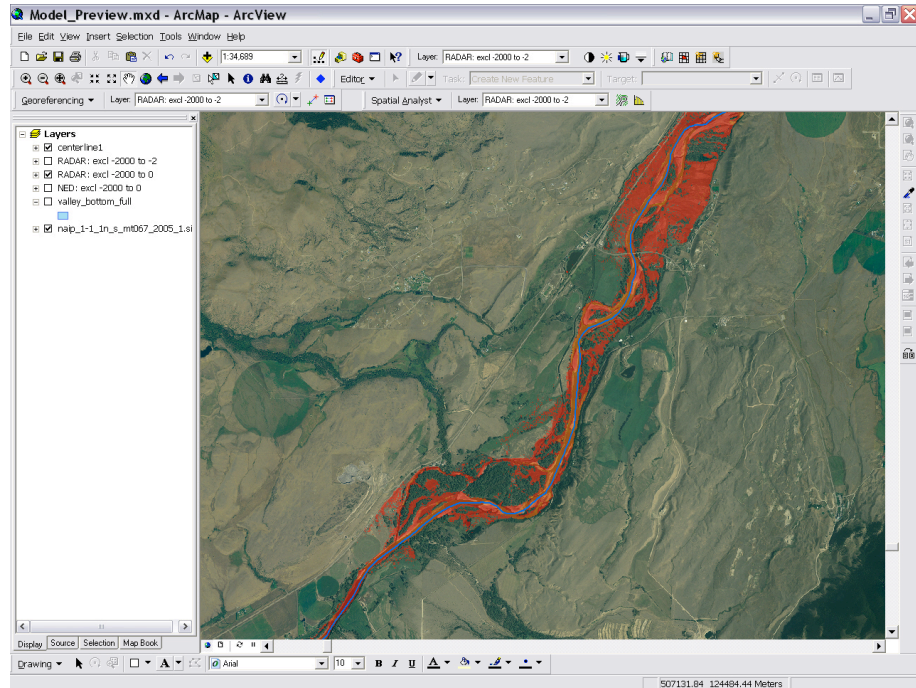 Model_Preview.mxd - ArcMap - ArcView
File Edit View Insert Selection Tools Window Help
1:34,689 Layer: RADAR: excl -2000 to -2
Editor Task: Create New Feature Target:
Georeferencing Layer: RADAR: excl -2000 to -2 Spatial Analyst Layer: RADAR: excl -2000 to -2
Layers
centerline1
RADAR: excl -2000 to -2
RADAR: excl -2000 to 0
NED: excl -2000 to 0
valley_bottom_full
naip_1-1_1n_s_mt067_2005_1.si
Display Source Selection Map Book
Drawing A Arial 10 B I U A
507131.84 124484.44 Meters